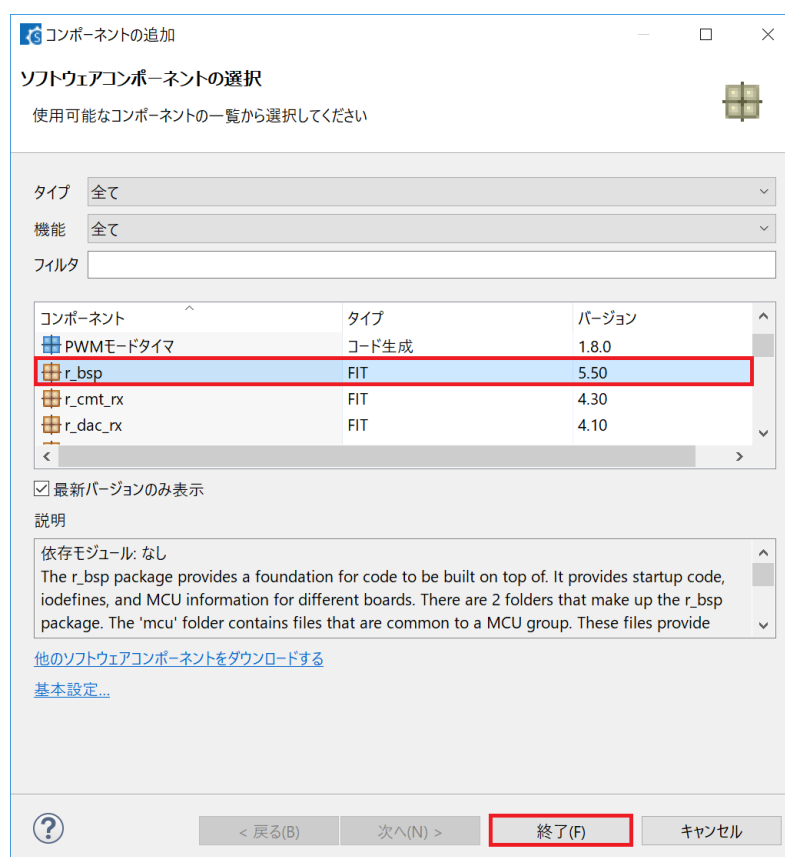 コンポーネントの追加
ソフトウェアコンポーネントの選択
使用可能なコンポーネントの一覧から選択してください
タイプ 全て
機能 全て
フィルタ
コンポーネント タイプ バージョン
PWMモードタイマ コード生成 1.8.0
r_bsp FIT 5.50
r_cmt_rx FIT 4.30
r_dac_rx FIT 4.10
最新バージョンのみ表示
説明
依存モジュール: なし
The r_bsp package provides a foundation for code to be built on top of. It provides startup code,
iodefines, and MCU information for different boards. There are 2 folders that make up the r_bsp
package. The 'mcu' folder contains files that are common to a MCU group. These files provide
他のソフトウェアコンポーネントをダウンロードする
基本設定...
< 戻る(B) 次へ(N) > 終了(F) キャンセル